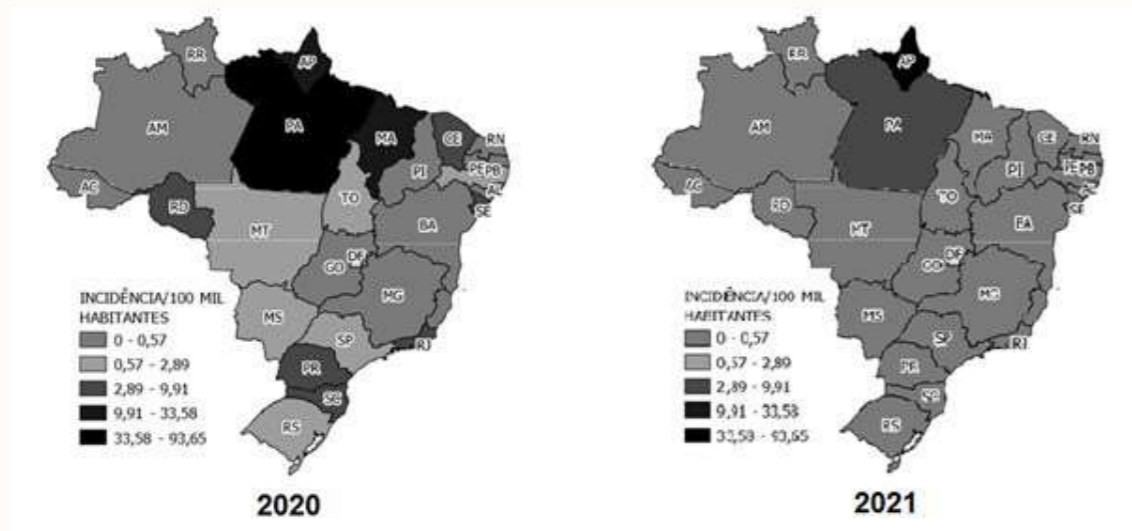 RR
AP
AM
PA
MA
CE
RN
PI
PE
PB
AL
SE
AC
RO
TO
BA
MT
DF
GO
MG
MS
SP
RJ
PR
SC
RS
INCIDÊNCIA/100 MIL
HABITANTES
0 - 0,57
0,57 - 2,89
2,89 - 9,91
9,91 - 33,58
33,58 - 93,65
2020
RR
AP
AM
PA
MA
CE
RN
PI
PE
PB
SE
AC
RO
TO
BA
MT
DF
GO
MG
MS
SP
RJ
PR
SC
RS
INCIDÊNCIA/100 MIL
HABITANTES
0 - 0,57
0,57 - 2,89
2,89 - 9,91
9,91 - 33,58
33,58 - 93,65
2021